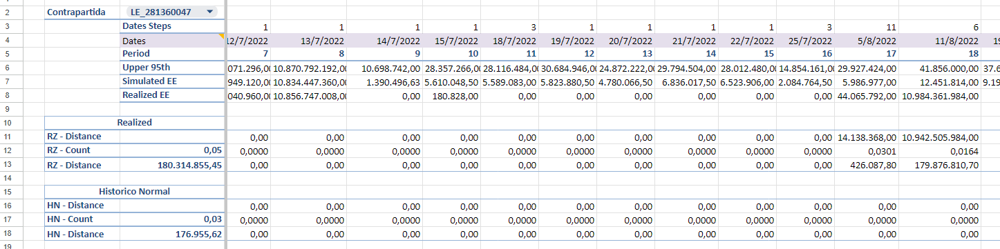 2 Contrapartida LE_281360047
3 Dates Steps 1 1 1 1 3 1 1 1 1 3 11 6
4 Dates 12/7/2022 13/7/2022 14/7/2022 15/7/2022 18/7/2022 19/7/2022 20/7/2022 21/7/2022 22/7/2022 25/7/2022 5/8/2022 11/8/2022 19
5 Period 7 8 9 10 11 12 13 14 15 16 17 18
6 Upper 95th 071.296,00 10.870.792.192,00 10.698.742,00 28.357.266,00 28.116.484,00 30.684.946,00 24.872.222,00 29.794.504,00 28.012.480,00 14.854.161,00 29.927.424,00 41.856.000,00 37.6
7 Simulated EE 949.120,00 10.834.447.360,00 1.390.496,63 5.610.048,50 5.589.083,00 5.823.880,50 4.780.066,50 6.836.017,50 6.523.906,00 2.084.764,50 5.986.977,00 12.451.814,00 9.19
8 Realized EE 040.960,00 10.856.747.008,00 0,00 180.828,00 0,00 0,00 0,00 0,00 0,00 0,00 44.065.792,00 10.984.361.984,00
9
10 Realized
11 RZ - Distance 0,00 0,00 0,00 0,00 0,00 0,00 0,00 0,00 0,00 0,00 14.138.368,00 10.942.505.984,00
12 RZ - Count 0,05 0,0000 0,0000 0,0000 0,0000 0,0000 0,0000 0,0000 0,0000 0,0000 0,0000 0,0301 0,0164
13 RZ - Distance 180.314.855,45 0,00 0,00 0,00 0,00 0,00 0,00 0,00 0,00 0,00 0,00 426.087,80 179.876.810,70
14
15 Historico Normal
16 HN - Distance 0,00 0,00 0,00 0,00 0,00 0,00 0,00 0,00 0,00 0,00 0,00 0,00
17 HN - Count 0,03 0,0000 0,0000 0,0000 0,0000 0,0000 0,0000 0,0000 0,0000 0,0000 0,0000 0,0000 0,0000
18 HN - Distance 176.955,62 0,00 0,00 0,00 0,00 0,00 0,00 0,00 0,00 0,00 0,00 0,00 0,00
19